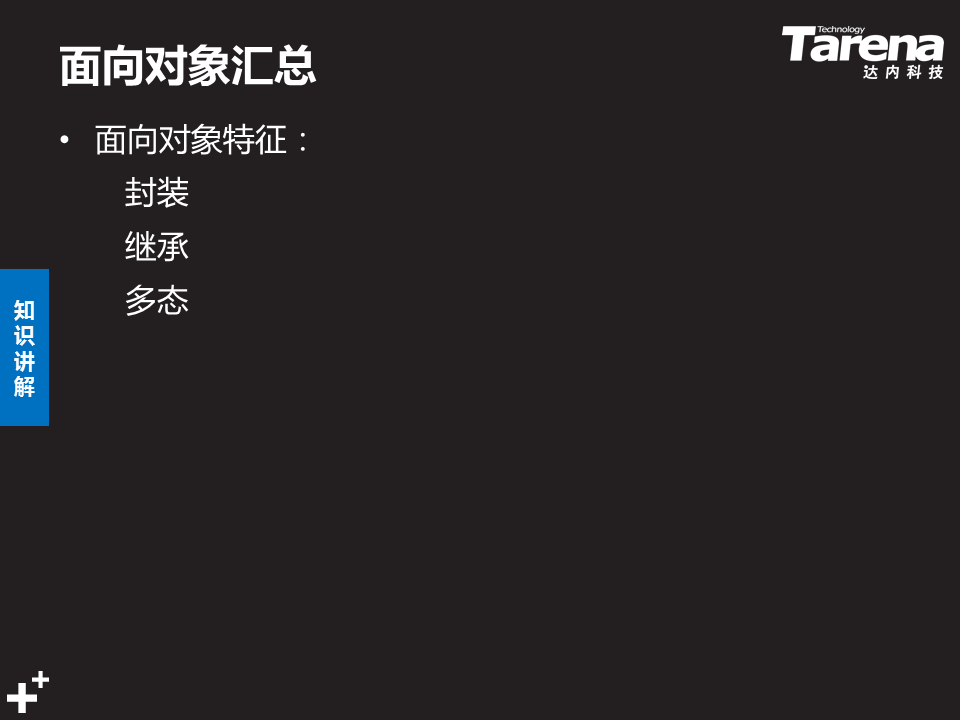 面向对象汇总
Technology
Tarena
达内科技
• 面向对象特征：
封装
继承
多态
知
识
讲
解